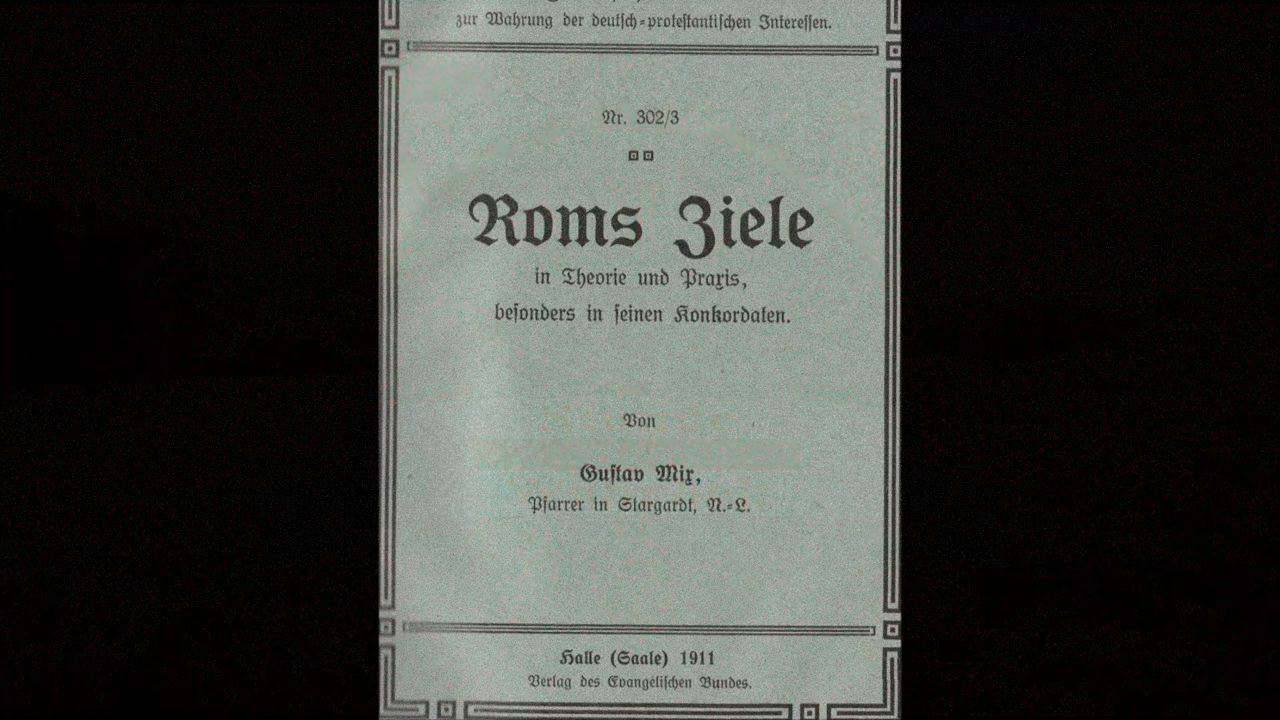 zur Wahrung der deutsch-protestantischen Interessen.
Nr. 302/3
Roms Ziele
in Theorie und Praxis,
besonders in seinen Konkordaten.
Von
Gustav Mix,
Pfarrer in Stargardt, N.-L.
Halle (Saale) 1911
Verlag des Evangelischen Bundes.